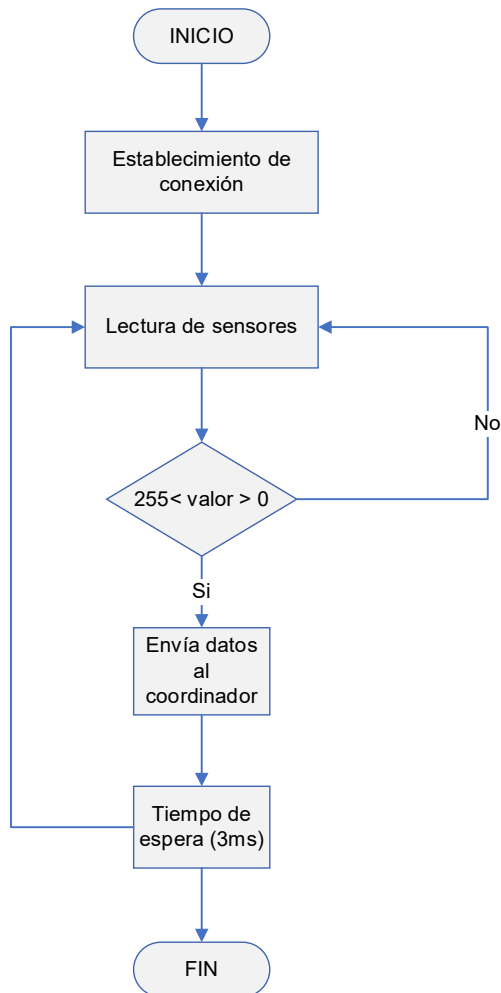 INICIO
Establecimiento de
conexión
Lectura de sensores
No
255< valor > 0
Si
Envía datos
al
coordinador
Tiempo de
espera (3ms)
FIN